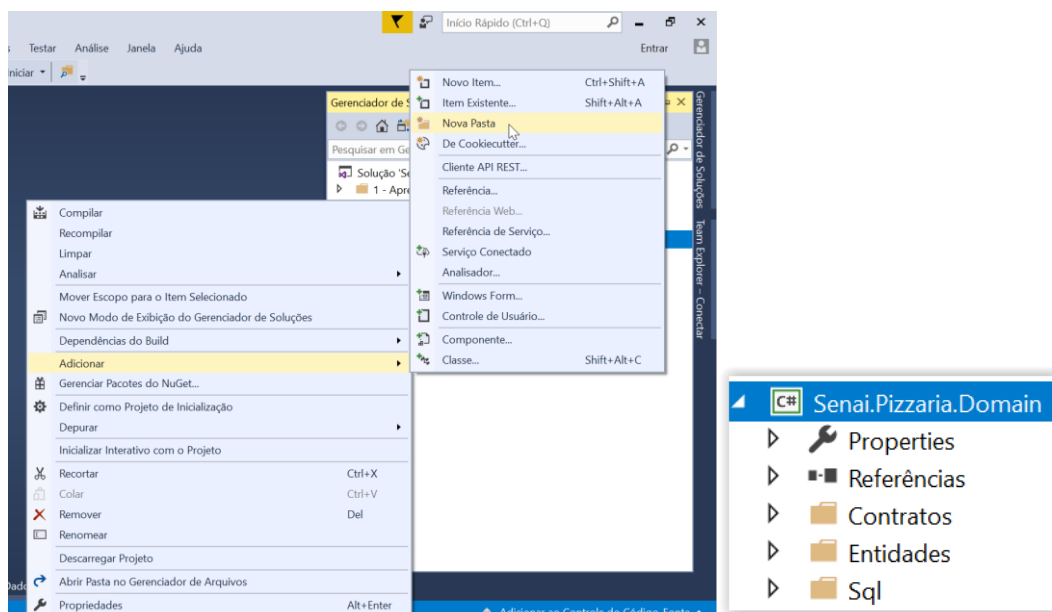 Início Rápido (Ctrl+Q)
Testar Análise Janela Ajuda
Entrar
Iniciar
Gerenciador de S
Pesquisar em Ge
Solução 'Se
1 - Apre
Novo Item... Ctrl+Shift+A
Item Existente... Shift+Alt+A
Nova Pasta
De Cookiecutter...
Cliente API REST...
Referência...
Referência Web...
Referência de Serviço...
Serviço Conectado
Analisador...
Windows Form...
Controle de Usuário...
Componente...
Classe... Shift+Alt+C
Gerenciador de Soluções
Team Explorer – Conectar
Compilar
Recompilar
Limpar
Analisar
Mover Escopo para o Item Selecionado
Novo Modo de Exibição do Gerenciador de Soluções
Dependências do Build
Adicionar
Gerenciar Pacotes do NuGet...
Definir como Projeto de Inicialização
Depurar
Inicializar Interativo com o Projeto
Recortar Ctrl+X
Colar Ctrl+V
Remover Del
Renomear
Descarregar Projeto
Abrir Pasta no Gerenciador de Arquivos
Propriedades Alt+Enter
Adicionar ao Controle do Código-Fonte
C# Senai.Pizzaria.Domain
Properties
Referências
Contratos
Entidades
Sql